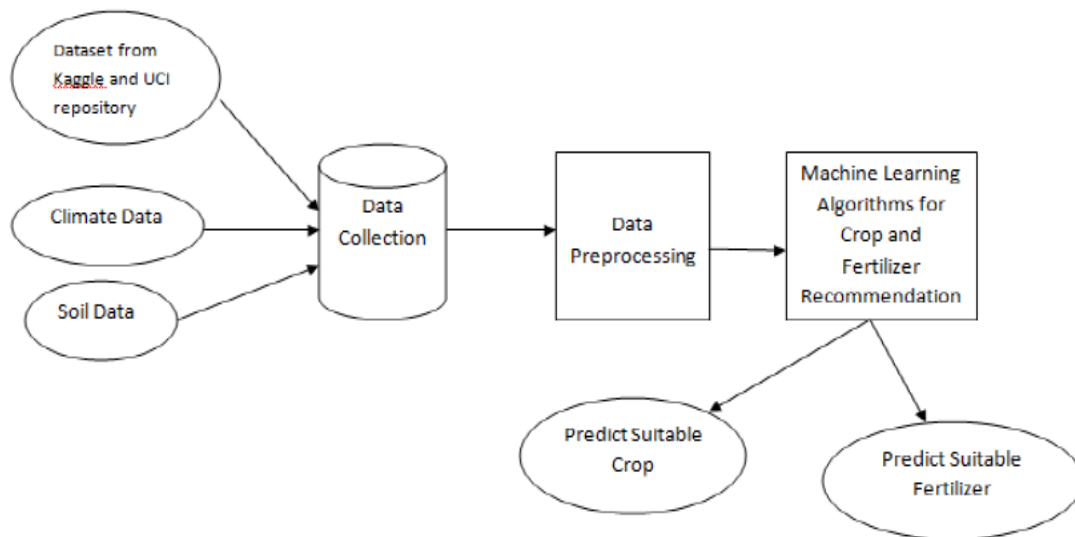 Dataset from
Kaggle and UCI
repository
Climate Data
Soil Data
Data
Collection
Data
Preprocessing
Machine Learning
Algorithms for
Crop and
Fertilizer
Recommendation
Predict Suitable
Crop
Predict Suitable
Fertilizer